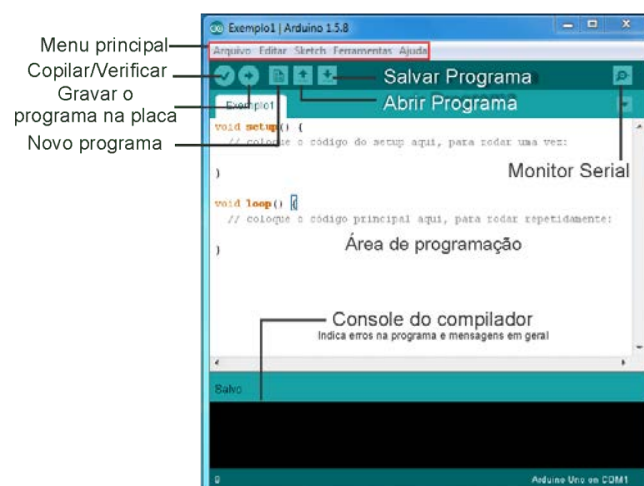 Exemplo1 | Arduino 1.5.8
Menu principal
Arquivo Editar Sketch Ferramentas Ajuda
Copilar/Verificar
Salvar Programa
Gravar o
programa na placa
Abrir Programa
Exemplo1
Novo programa
void setup() {
// coloque o código do setup aqui, para rodar uma vez:
}
Monitor Serial
void loop() {
// coloque o código principal aqui, para rodar repetidamente:
Área de programação
}
Console do compilador
Indica erros na programa e mensagens em geral
Salvo
9
Arduino Uno on COM1